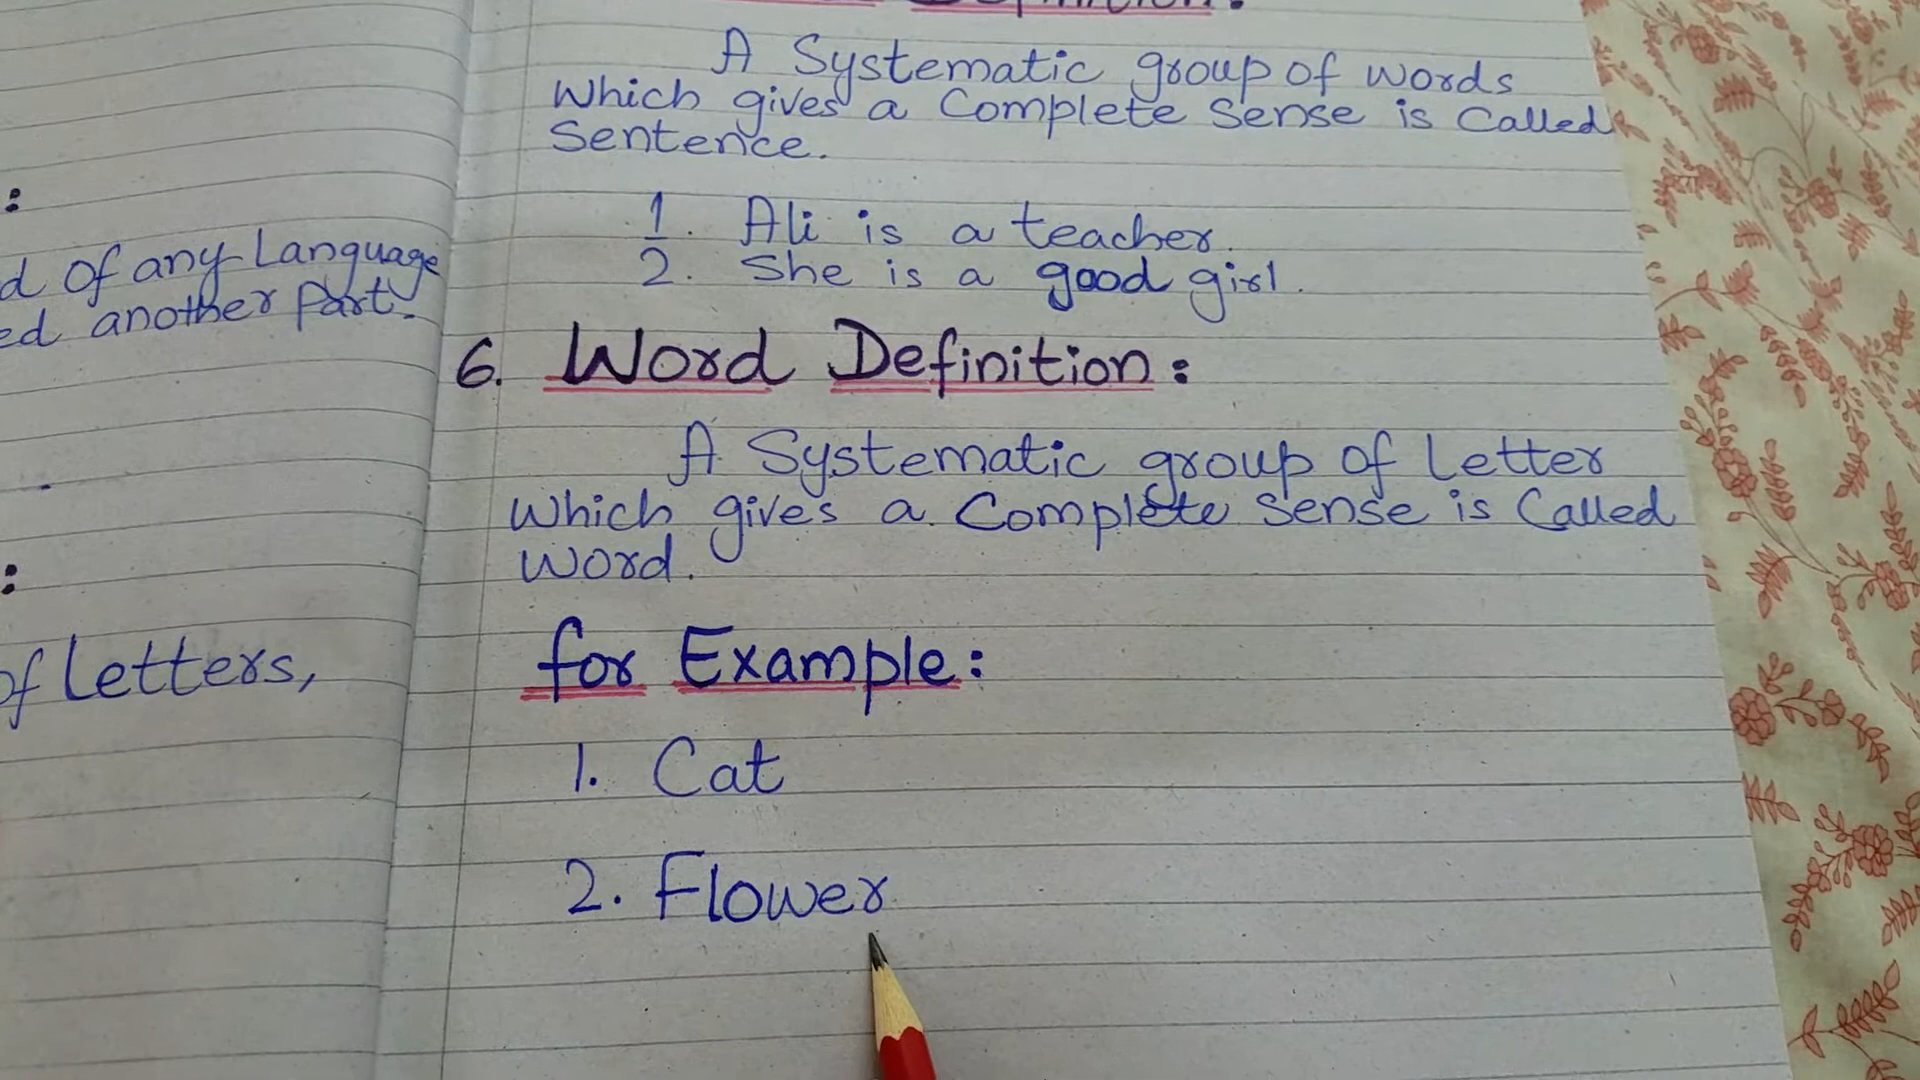 Definition:
A Systematic group of words
Which gives a Complete Sense is Called
Sentence.
1. Ali is a teacher.
2. She is a good girl.
6. Word Definition:
A Systematic group of Letter
Which gives a Complete Sense is Called
Word.
for Example:
1. Cat
2. Flower
:
d of any Language
ed another Part.
:
of Letters,